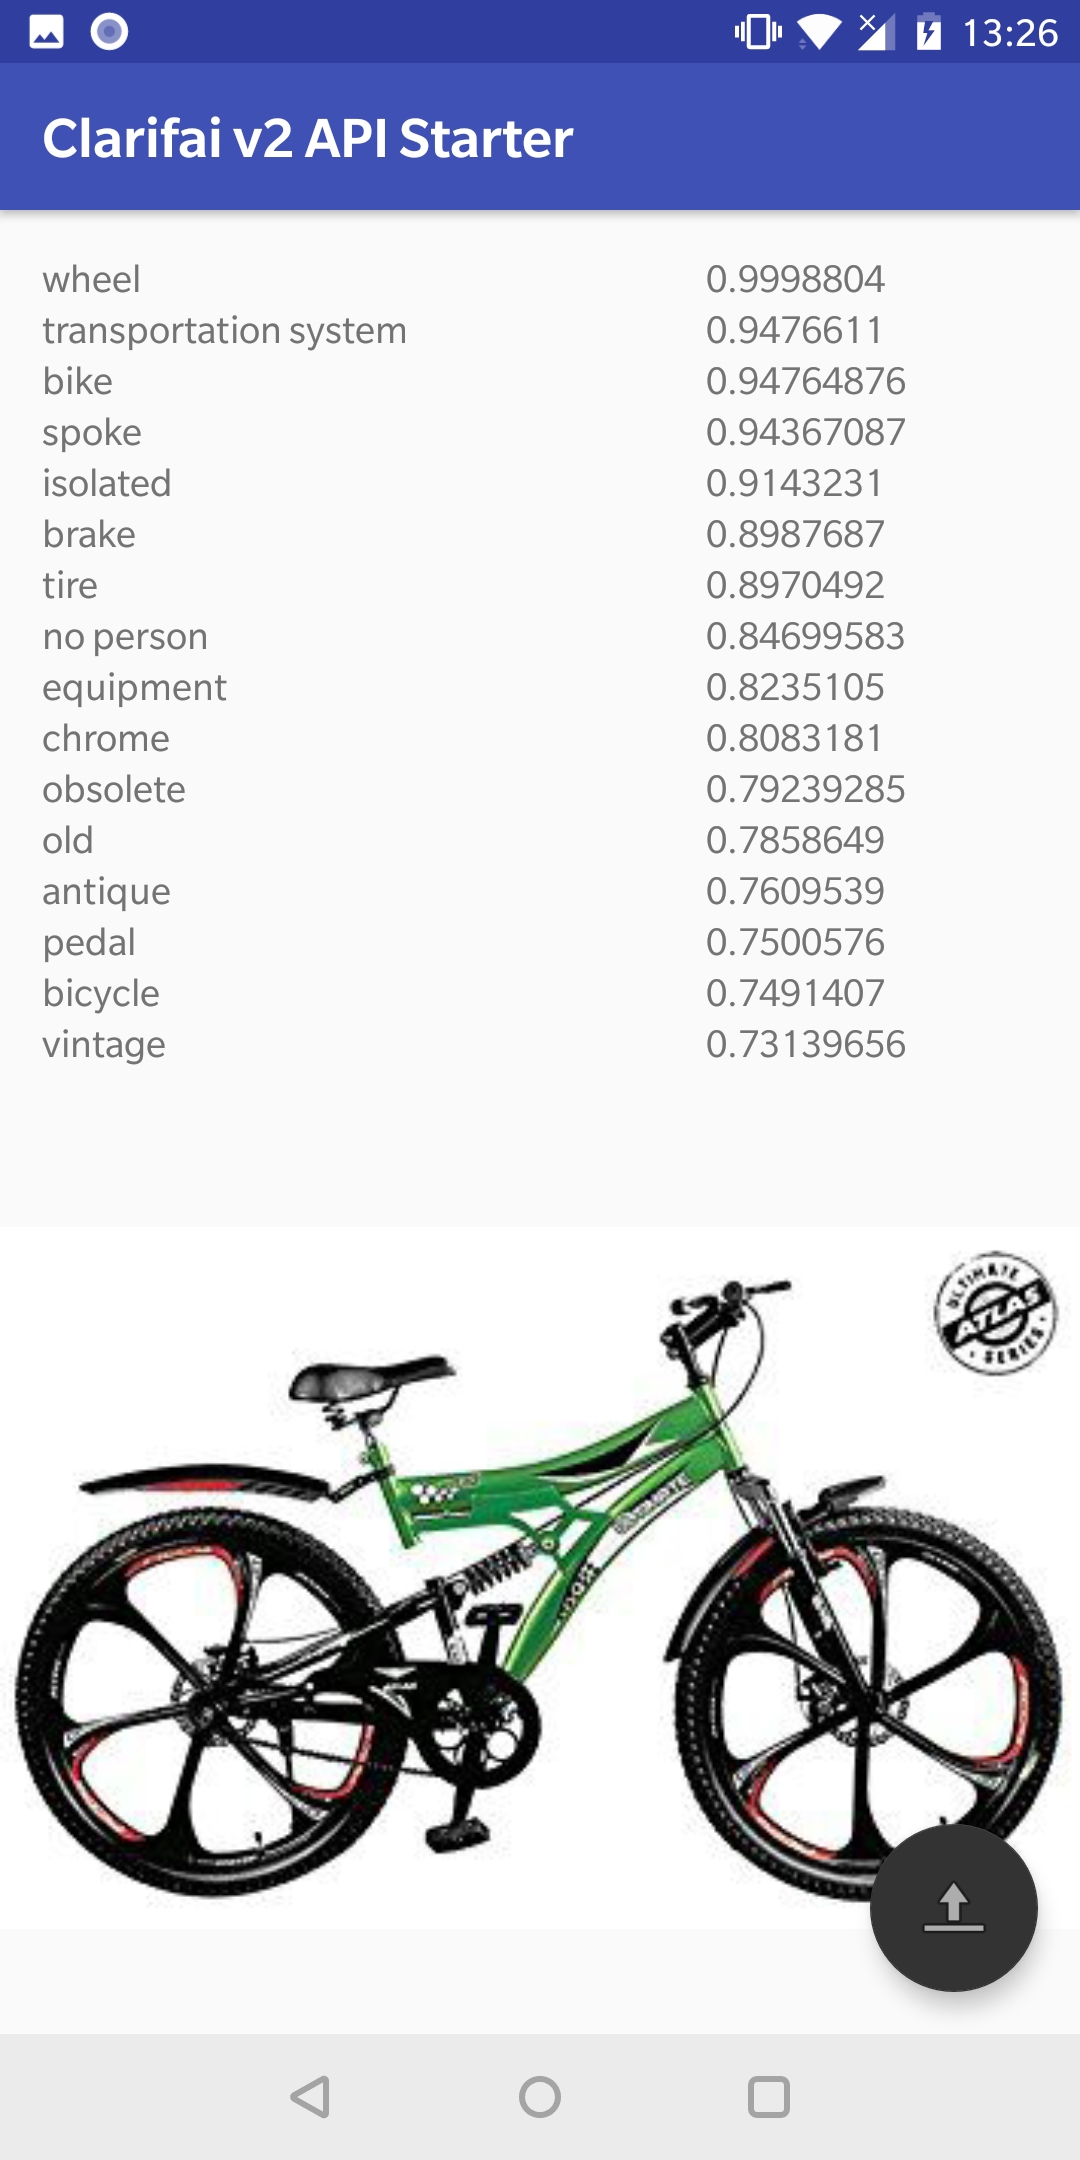 13:26
Clarifai v2 API Starter
wheel 0.9998804
transportation system 0.9476611
bike 0.94764876
spoke 0.94367087
isolated 0.9143231
brake 0.8987687
tire 0.8970492
no person 0.84699583
equipment 0.8235105
chrome 0.8083181
obsolete 0.79239285
old 0.7858649
antique 0.7609539
pedal 0.7500576
bicycle 0.7491407
vintage 0.73139656
ULTIMATE
ATLAS
SERIES